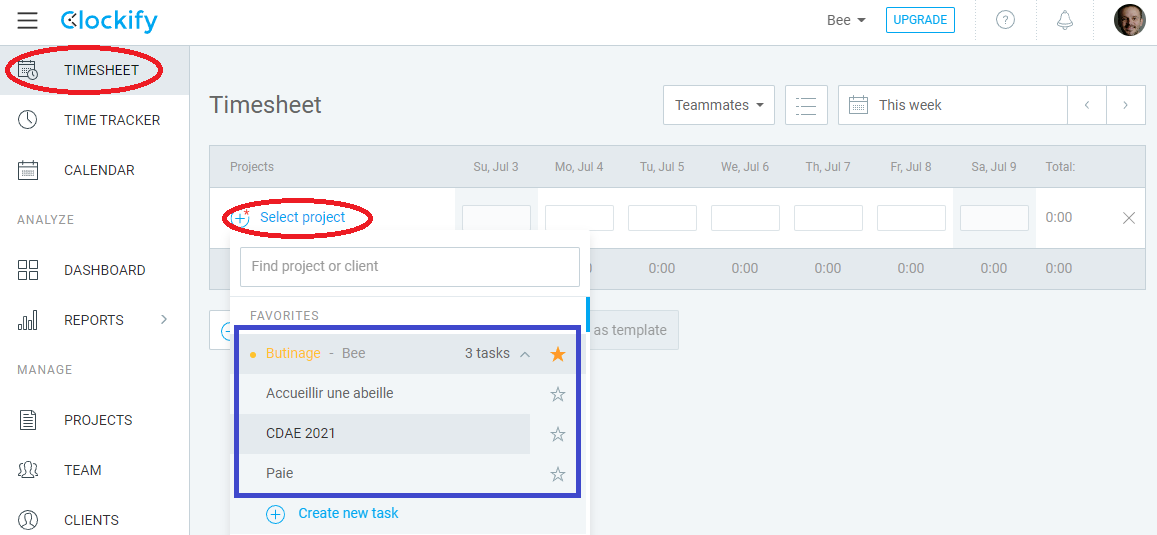 Clockify
Bee
UPGRADE
?
TIMESHEET
TIME TRACKER
CALENDAR
ANALYZE
DASHBOARD
REPORTS
MANAGE
PROJECTS
TEAM
CLIENTS
Timesheet
Teammates
This week
Projects Su, Jul 3 Mo, Jul 4 Tu, Jul 5 We, Jul 6 Th, Jul 7 Fr, Jul 8 Sa, Jul 9 Total:
* Select project 0:00
0:00 0:00 0:00 0:00 0:00 0:00
as template
Find project or client
FAVORITES
Butinage - Bee 3 tasks
Accueillir une abeille
CDAE 2021
Paie
Create new task